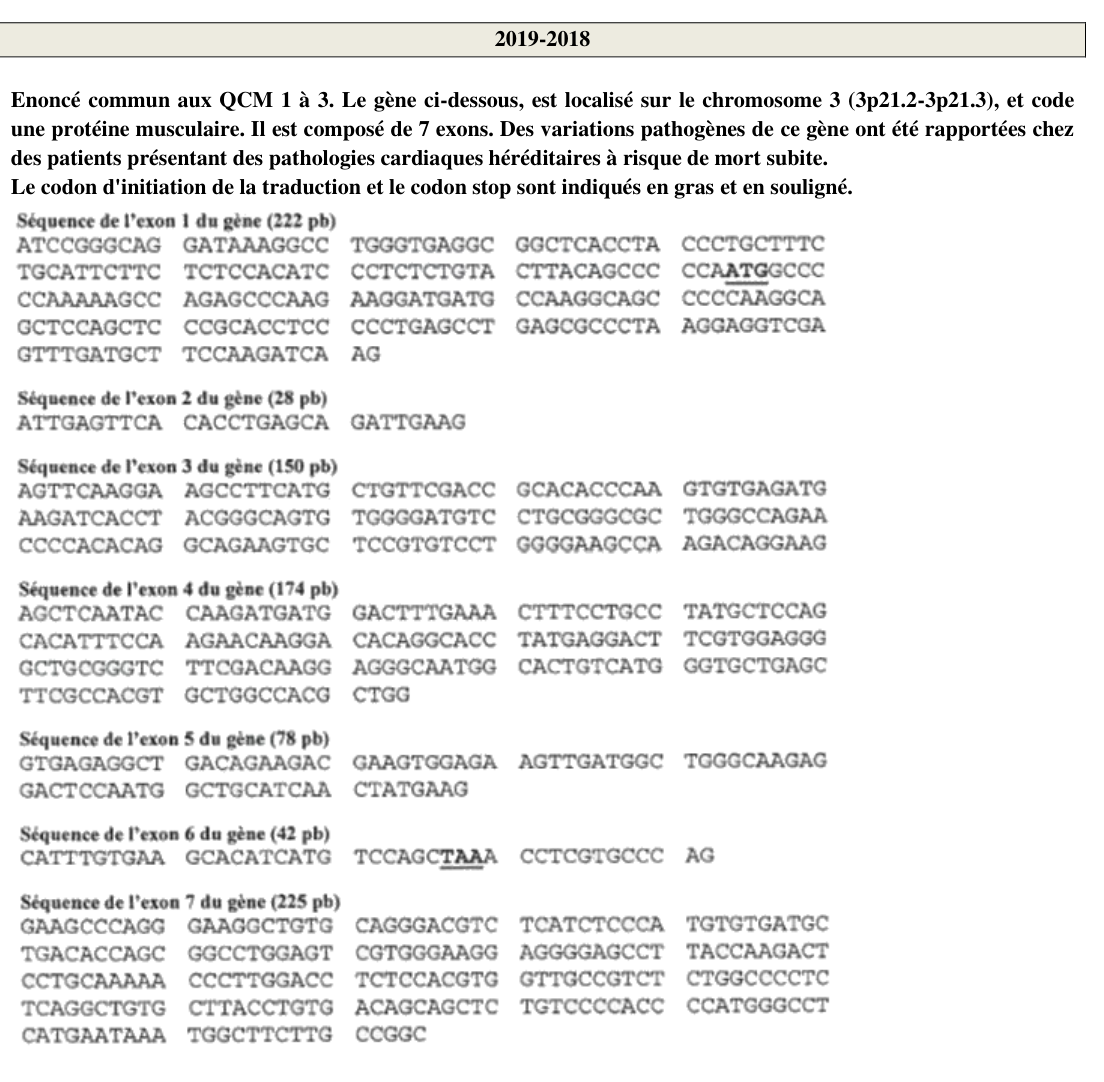 2019-2018
Enoncé commun aux QCM 1 à 3. Le gène ci-dessous, est localisé sur le chromosome 3 (3p21.2-3p21.3), et code
une protéine musculaire. Il est composé de 7 exons. Des variations pathogènes de ce gène ont été rapportées chez
des patients présentant des pathologies cardiaques héréditaires à risque de mort subite.
Le codon d'initiation de la traduction et le codon stop sont indiqués en gras et en souligné.
Séquence de l'exon 1 du gène (222 pb)
ATCCGGGCAG GATAAAGGCC TGGGTGAGGC GGCTCACCTA CCCTGCTTTC
TGCATTCTTC TCTCCACATC CCTCTCTGTA CTTACAGCCC CCAATGGCCC
CCAAAAAGCC AGAGCCCAAG AAGGATGATG CCAAGGCAGC CCCCAAGGCA
GCTCCAGCTC CCGCACCTCC CCCTGAGCCT GAGCGCCCTA AGGAGGTCGA
GTTTGATGCT TCCAAGATCA AG
Séquence de l'exon 2 du gène (28 pb)
ATTGAGTTCA CACCTGAGCA GATTGAAG
Séquence de l'exon 3 du gène (150 pb)
AGTTCAAGGA AGCCTTCATG CTGTTCGACC GCACACCCAA GTGTGAGATG
AAGATCACCT ACGGGCAGTG TGGGGATGTC CTGCGGGCGC TGGGCCAGAA
CCCCACACAG GCAGAAGTGC TCCGTGTCCT GGGGAAGCCA AGACAGGAAG
Séquence de l'exon 4 du gène (174 pb)
AGCTCAATAC CAAGATGATG GACTTTGAAA CTTTCCTGCC TATGCTCCAG
CACATTTCCA AGAACAAGGA CACAGGCACC TATGAGGACT TCGTGGAGGG
GCTGCGGGTC TTCGACAAGG AGGGCAATGG CACTGTCATG GGTGCTGAGC
TTCGCCACGT GCTGGCCACG CTGG
Séquence de l'exon 5 du gène (78 pb)
GTGAGAGGCT GACAGAAGAC GAAGTGGAGA AGTTGATGGC TGGGCAAGAG
GACTCCAATG GCTGCATCAA CTATGAAG
Séquence de l'exon 6 du gène (42 pb)
CATTTGTGAA GCACATCATG TCCAGCTAAA CCTCGTGCCC AG
Séquence de l'exon 7 du gène (225 pb)
GAAGCCCAGG GAAGGCTGTG CAGGGACGTC TCATCTCCCA TGTGTGATGC
TGACACCAGC GGCCTGGAGT CGTGGGAAGG AGGGGAGCCT TACCAAGACT
CCTGCAAAAA CCCTTGGACC TCTCCACGTG GTTGCCGTCT CTGGCCCCTC
TCAGGCTGTG CTTACCTGTG ACAGCAGCTC TGTCCCCACC CCATGGGCCT
CATGAATAAA TGGCTTCTTG CCGGC